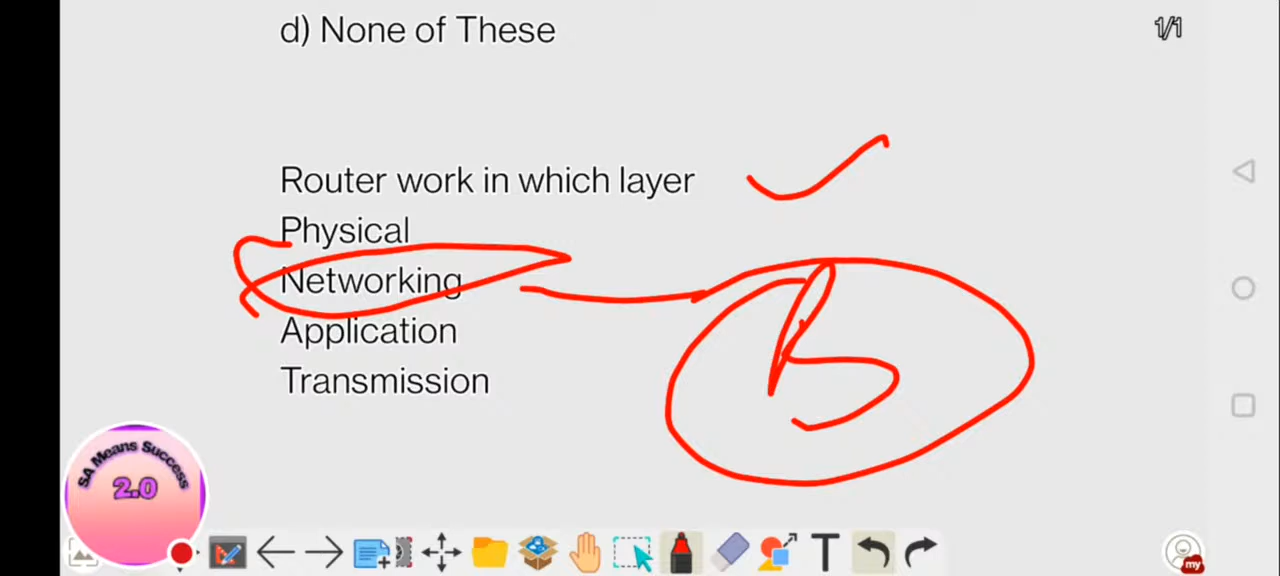 d) None of These
1/1
Router work in which layer
Physical
Networking
B
Application
Transmission
SA Means Success
2.0
T
my